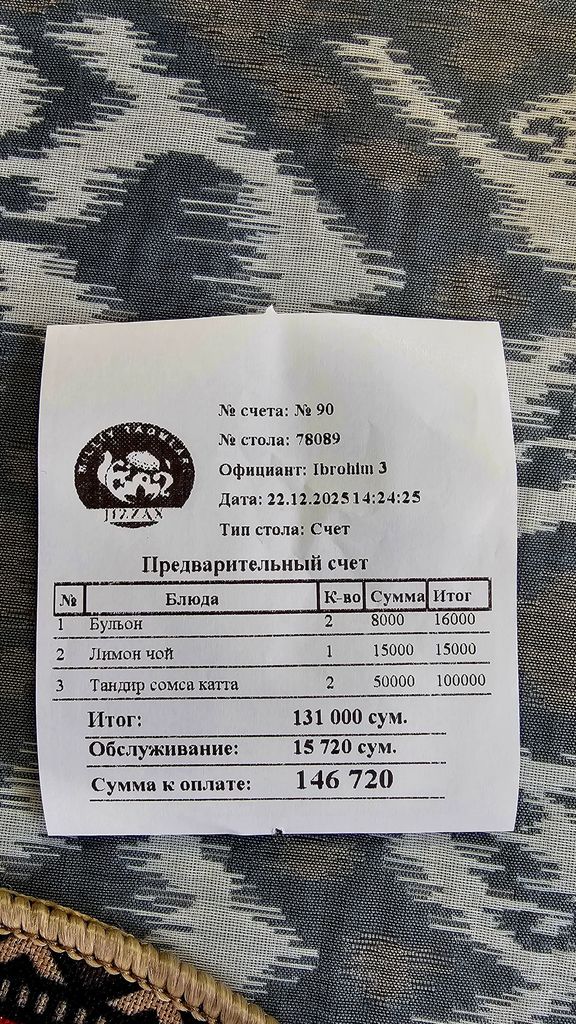 № счета: № 90
№ стола: 78089
Официант: Ibrohim 3
Дата: 22.12.2025 14:24:25
Тип стола: Счет
JIZZAX
Предварительный счет
№ Блюда К-во Сумма Итог
1 Бульон 2 8000 16000
2 Лимон чой 1 15000 15000
3 Тандир сомса катта 2 50000 100000
Итог: 131 000 сум.
Обслуживание: 15 720 сум.
Сумма к оплате: 146 720